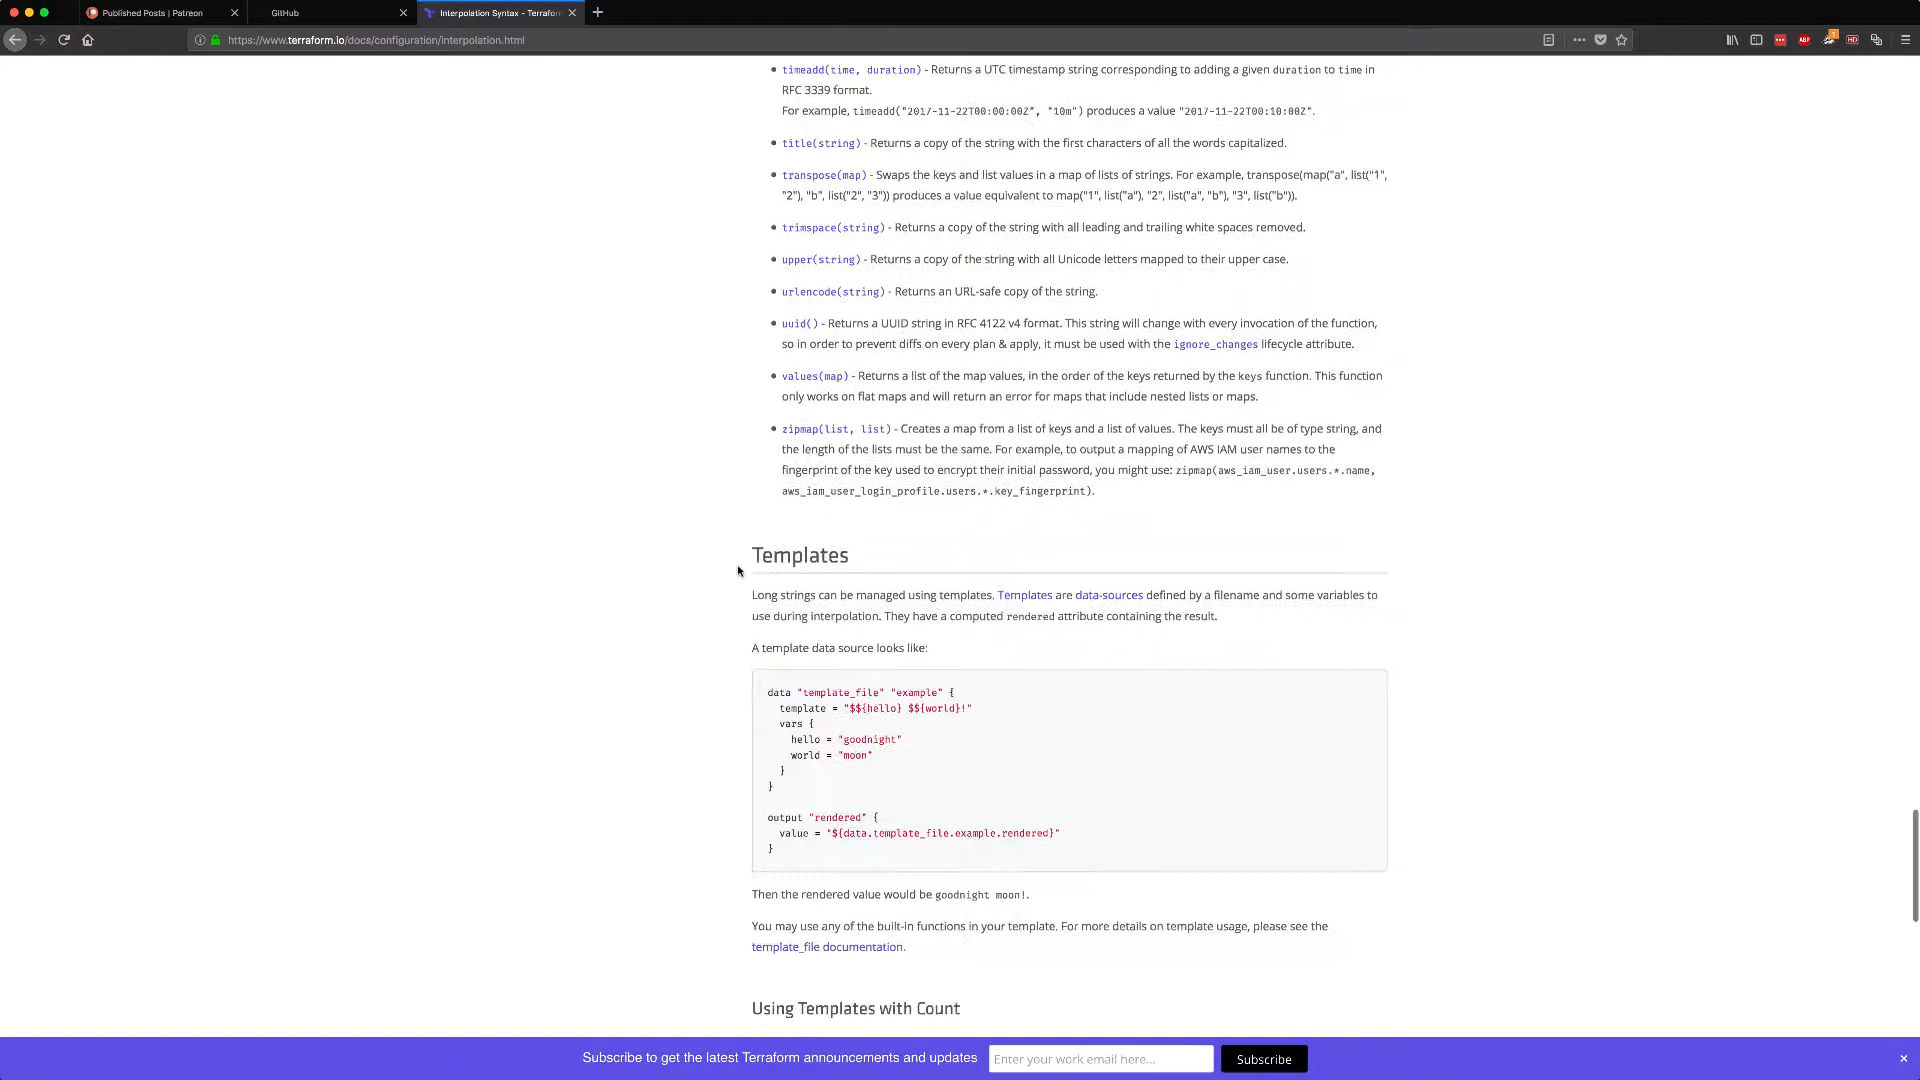 Published Posts | Patreon
GitHub
Interpolation Syntax - Terraform
https://www.terraform.io/docs/configuration/interpolation.html
timeadd(time, duration) - Returns a UTC timestamp string corresponding to adding a given duration to time in
RFC 3339 format.
For example, timeadd("2017-11-22T00:00:00Z", "10m") produces a value "2017-11-22T00:10:00Z".
title(string) - Returns a copy of the string with the first characters of all the words capitalized.
transpose(map) - Swaps the keys and list values in a map of lists of strings. For example, transpose(map("a", list("1",
"2"), "b", list("2", "3")) produces a value equivalent to map("1", list("a"), "2", list("a", "b"), "3", list("b")).
trimspace(string) - Returns a copy of the string with all leading and trailing white spaces removed.
upper(string) - Returns a copy of the string with all Unicode letters mapped to their upper case.
urlencode(string) - Returns an URL-safe copy of the string.
uuid() - Returns a UUID string in RFC 4122 v4 format. This string will change with every invocation of the function,
so in order to prevent diffs on every plan & apply, it must be used with the ignore_changes lifecycle attribute.
values(map) - Returns a list of the map values, in the order of the keys returned by the keys function. This function
only works on flat maps and will return an error for maps that include nested lists or maps.
zipmap(list, list) - Creates a map from a list of keys and a list of values. The keys must all be of type string, and
the length of the lists must be the same. For example, to output a mapping of AWS IAM user names to the
fingerprint of the key used to encrypt their initial password, you might use: zipmap(aws_iam_user.users.*.name,
aws_iam_user_login_profile.users.*.key_fingerprint).
Templates
Long strings can be managed using templates. Templates are data-sources defined by a filename and some variables to
use during interpolation. They have a computed rendered attribute containing the result.
A template data source looks like:
data "template_file" "example" {
template = "$${hello} $${world}!"
vars {
hello = "goodnight"
world = "moon"
}
}
output "rendered" {
value = "${data.template_file.example.rendered}"
}
Then the rendered value would be goodnight moon!.
You may use any of the built-in functions in your template. For more details on template usage, please see the
template_file documentation.
Using Templates with Count
Subscribe to get the latest Terraform announcements and updates
Enter your work email here...
Subscribe